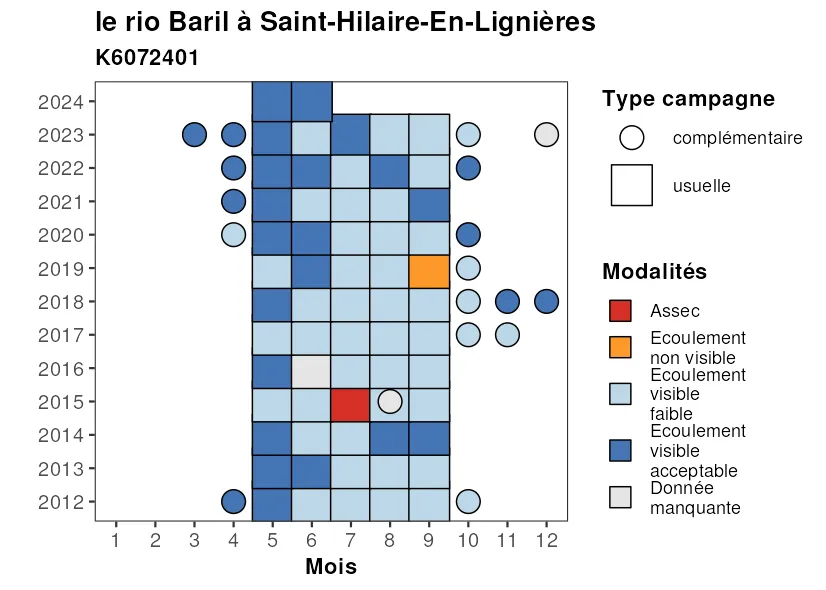 le rio Baril à Saint-Hilaire-En-Lignières
K6072401
2024
2023
2022
2021
2020
2019
2018
2017
2016
2015
2014
2013
2012
1 2 3 4 5 6 7 8 9 10 11 12
Mois
Type campagne
complémentaire
usuelle
Modalités
Assec
Ecoulement
non visible
Ecoulement
visible
faible
Ecoulement
visible
acceptable
Donnée
manquante